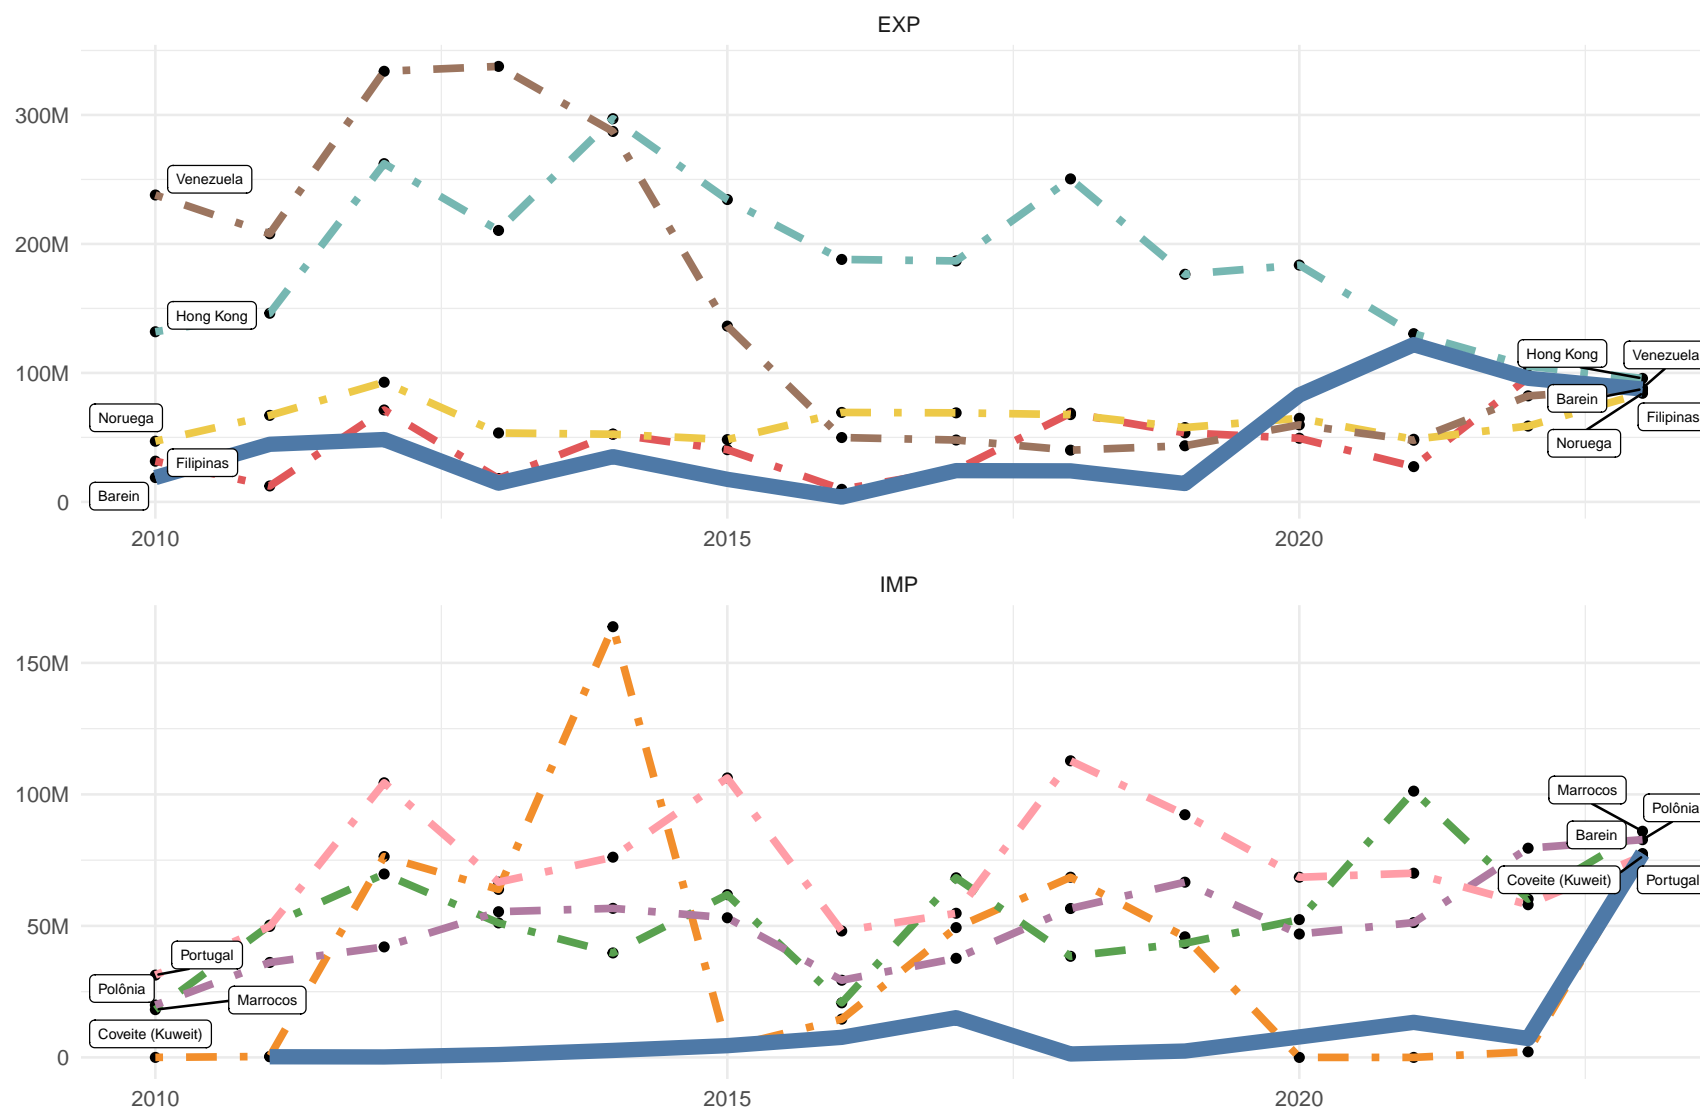 EXP
300M
200M
100M
0
Venezuela
Hong Kong
Noruega
Filipinas
Barein
Hong Kong
Venezuela
Barein
Filipinas
Noruega
2010
2015
2020
IMP
150M
100M
50M
0
Marrocos
Polônia
Barein
Coveite (Kuweit)
Portugal
Portugal
Polônia
Marrocos
Coveite (Kuweit)
2010
2015
2020